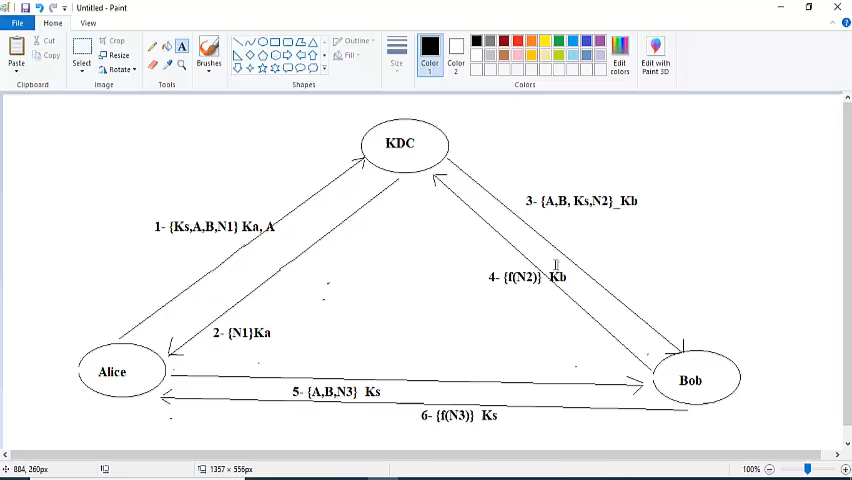 Untitled - Paint
File
Home
View
Paste
Cut
Copy
Clipboard
Select
Crop
Resize
Rotate
Image
A
Tools
Brushes
Outline
Fill
Shapes
Size
Color 1
Color 2
Edit colors
Edit with Paint 3D
Colors
KDC
3- {A,B, Ks,N2}_Kb
1- {Ks,A,B,N1} Ka, A
4- {f(N2)} Kb
2- {N1}Ka
Alice
Bob
5- {A,B,N3} Ks
6- {f(N3)} Ks
884, 260px
1357 × 556px
100%